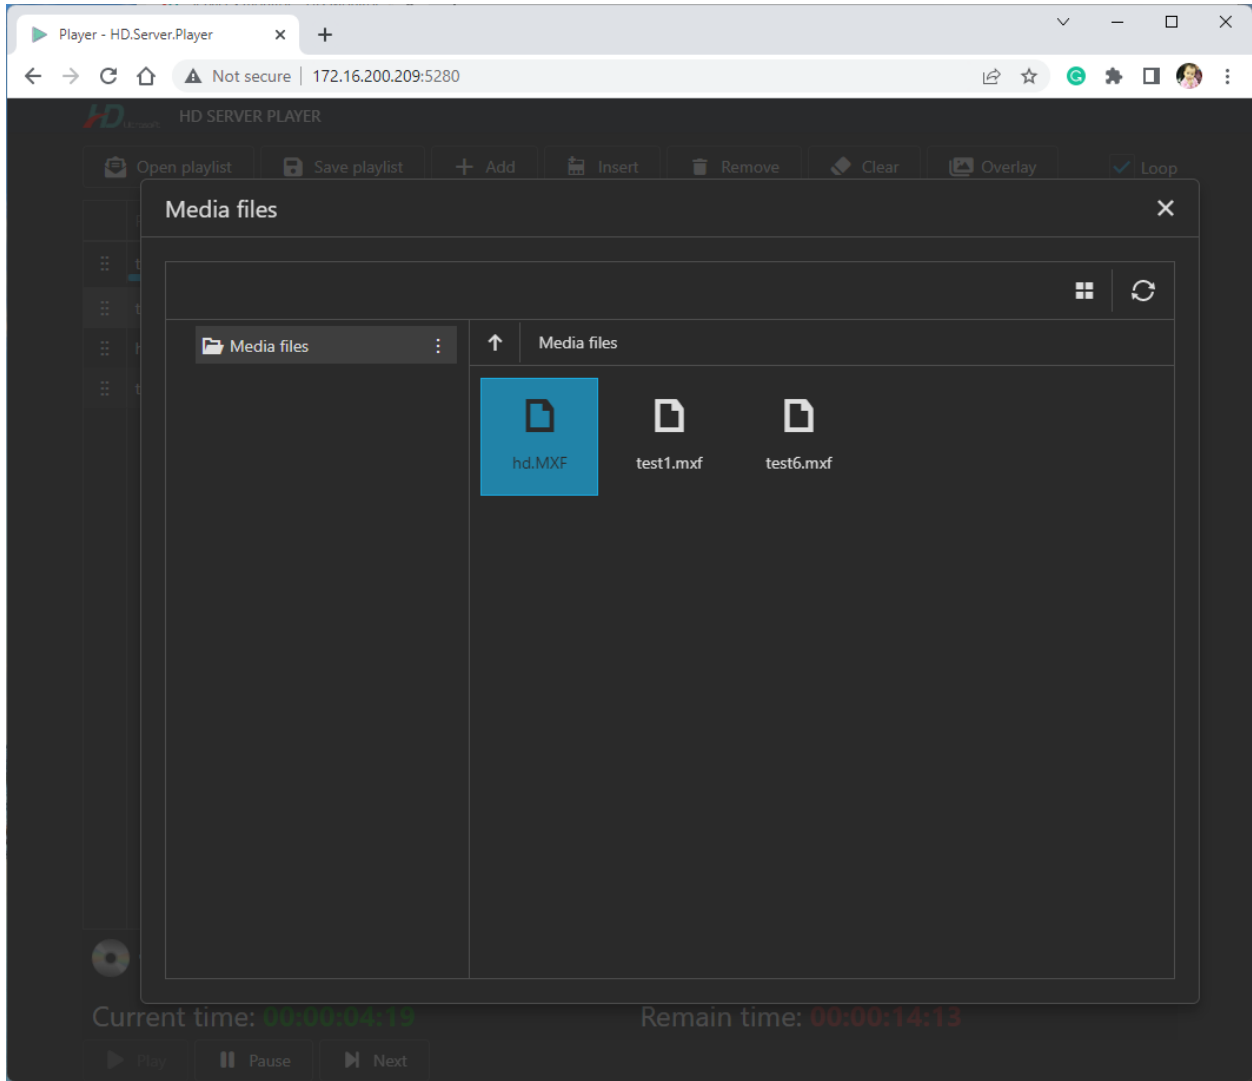 Player - HD.Server.Player
Not secure | 172.16.200.209:5280
HD SERVER PLAYER
Open playlist Save playlist Add Insert Remove Clear Overlay Loop
Media files
Media files
Media files
hd.MXF test1.mxf test6.mxf
Current time: 00:00:04:19 Remain time: 00:00:14:13
Play Pause Next